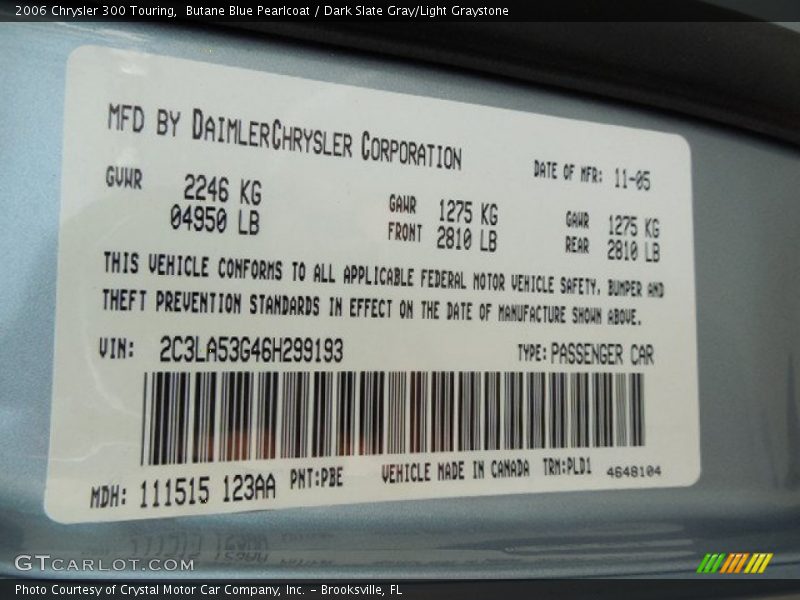 2006 Chrysler 300 Touring, Butane Blue Pearlcoat / Dark Slate Gray/Light Graystone
MFD BY DAIMLERCHRYSLER CORPORATION
DATE OF MFR: 11-05
GVWR 2246 KG
04950 LB
GAWR 1275 KG
FRONT 2810 LB
GAWR 1275 KG
REAR 2810 LB
THIS VEHICLE CONFORMS TO ALL APPLICABLE FEDERAL MOTOR VEHICLE SAFETY, BUMPER AND
THEFT PREVENTION STANDARDS IN EFFECT ON THE DATE OF MANUFACTURE SHOWN ABOVE.
VIN: 2C3LA53G46H299193
TYPE: PASSENGER CAR
MDH: 111515 123AA PNT:PBE VEHICLE MADE IN CANADA TRM:PLD1 4648104
GTCARLOT.COM
Photo Courtesy of Crystal Motor Car Company, Inc. – Brooksville, FL